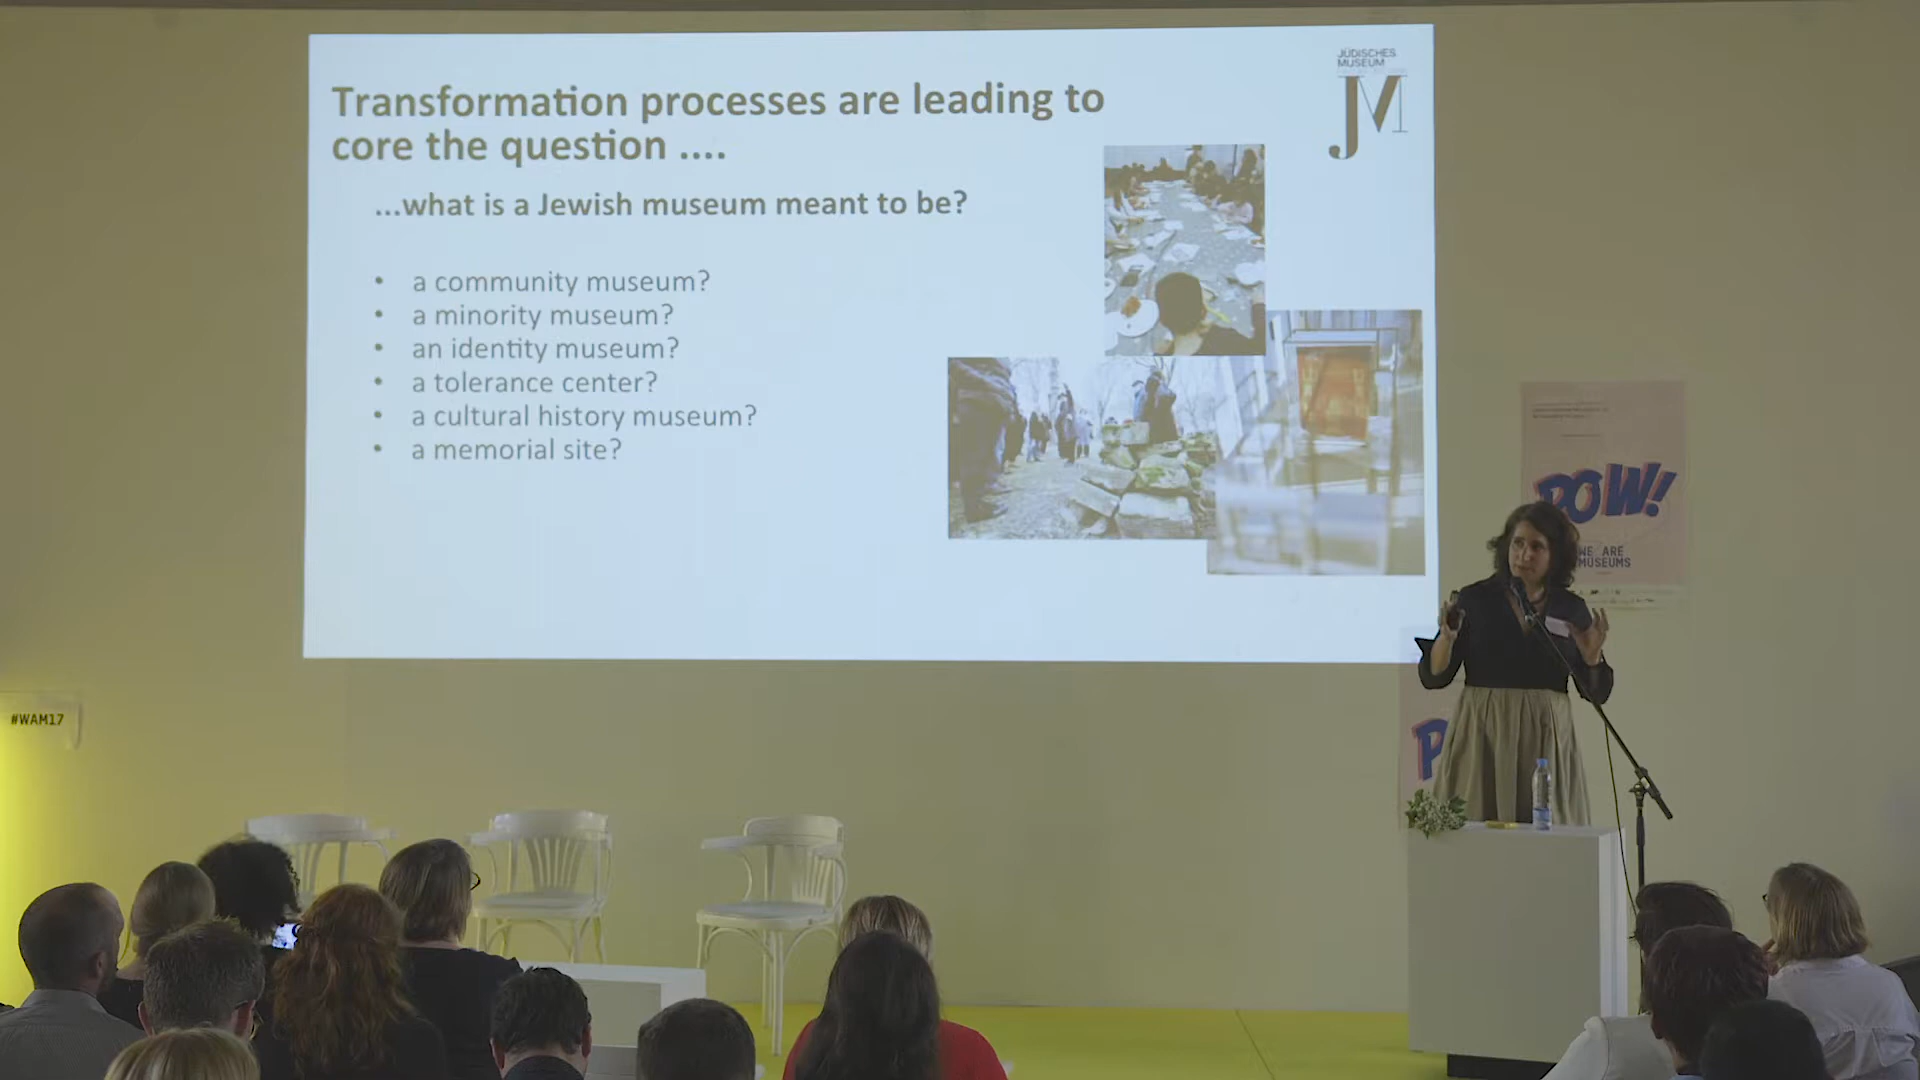 Transformation processes are leading to
core the question ....
...what is a Jewish museum meant to be?
• a community museum?
• a minority museum?
• an identity museum?
• a tolerance center?
• a cultural history museum?
• a memorial site?
JÜDISCHES
MUSEUM
JM
POW!
WE ARE
MUSEUMS
#WAM17
P